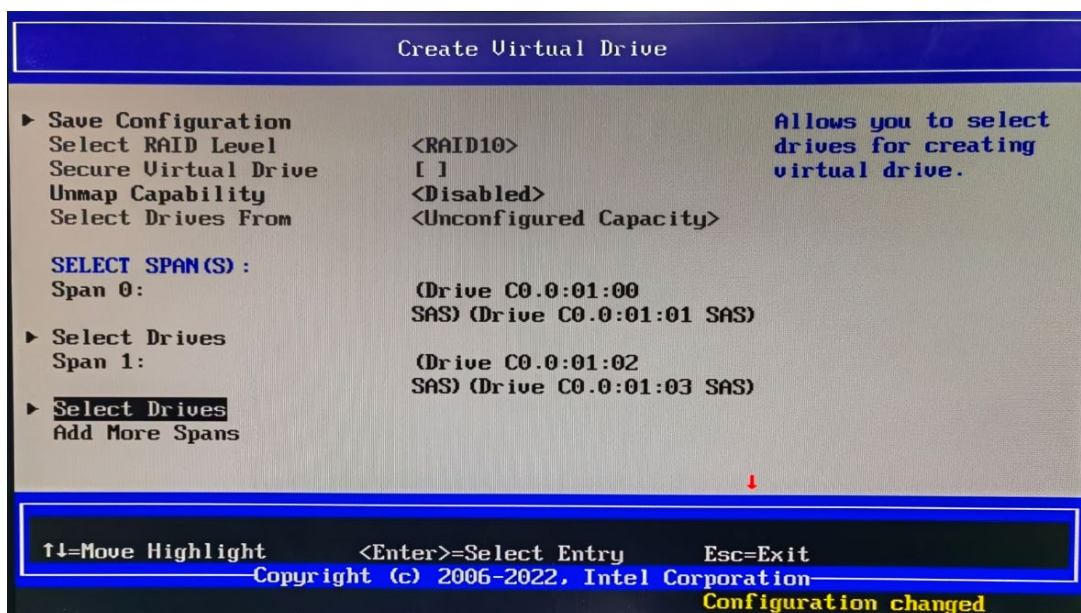 Create Virtual Drive
▶ Save Configuration
Select RAID Level <RAID10>
Secure Virtual Drive [ ]
Unmap Capability <Disabled>
Select Drives From <Unconfigured Capacity>
Allows you to select
drives for creating
virtual drive.
SELECT SPAN(S):
Span 0: (Drive C0.0:01:00
SAS)(Drive C0.0:01:01 SAS)
▶ Select Drives
Span 1: (Drive C0.0:01:02
SAS)(Drive C0.0:01:03 SAS)
▶ Select Drives
Add More Spans
↓
↑↓=Move Highlight <Enter>=Select Entry Esc=Exit
Copyright (c) 2006-2022, Intel Corporation
Configuration changed